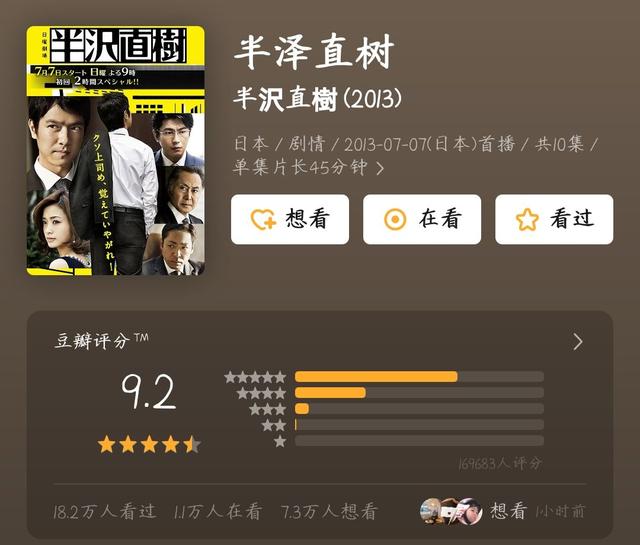 日曜劇場
半沢直樹
7月7日スタート 日曜よる9時
初回 2時間スペシャル!!
クソ上司め、覚えていやがれ!
半泽直树
半沢直樹(2013)
日本 / 剧情 / 2013-07-07(日本)首播 / 共10集 /
单集片长45分钟 >
想看 在看 看过
豆瓣评分™
9.2
169683人评分
18.2万人看过 1.1万人在看 7.3万人想看 想看 1小时前